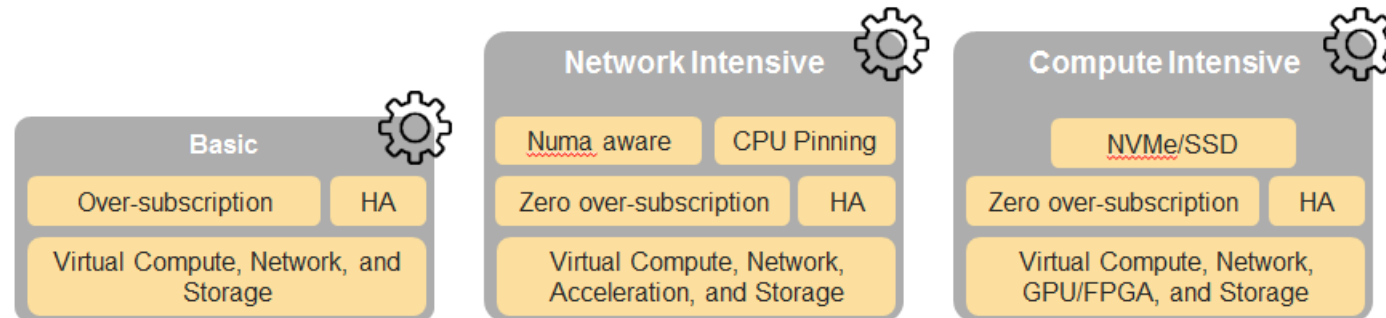 Basic
Over-subscription
HA
Virtual Compute, Network, and
Storage
Network Intensive
Numa aware
CPU Pinning
Zero over-subscription
HA
Virtual Compute, Network,
Acceleration, and Storage
Compute Intensive
NVMe/SSD
Zero over-subscription
HA
Virtual Compute, Network,
GPU/FPGA, and Storage